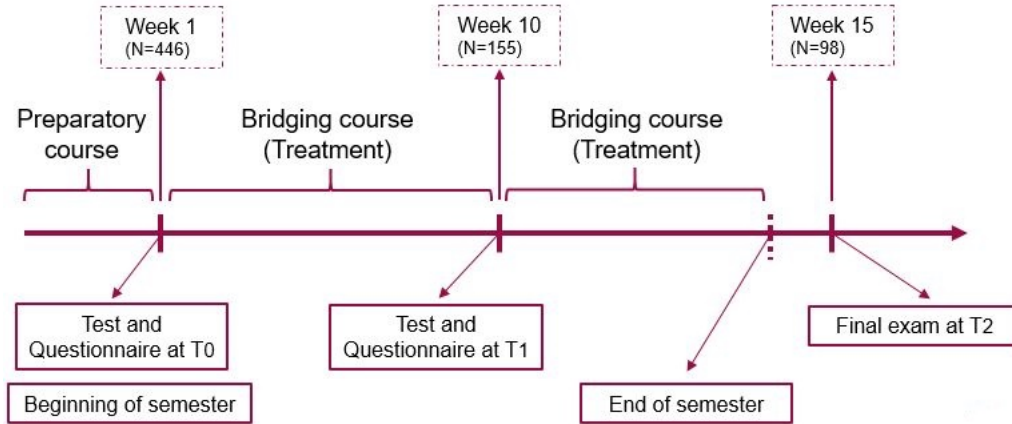 Week 1
(N=446)
Week 10
(N=155)
Week 15
(N=98)
Preparatory
course
Bridging course
(Treatment)
Bridging course
(Treatment)
Test and
Questionnaire at T0
Test and
Questionnaire at T1
Final exam at T2
Beginning of semester
End of semester